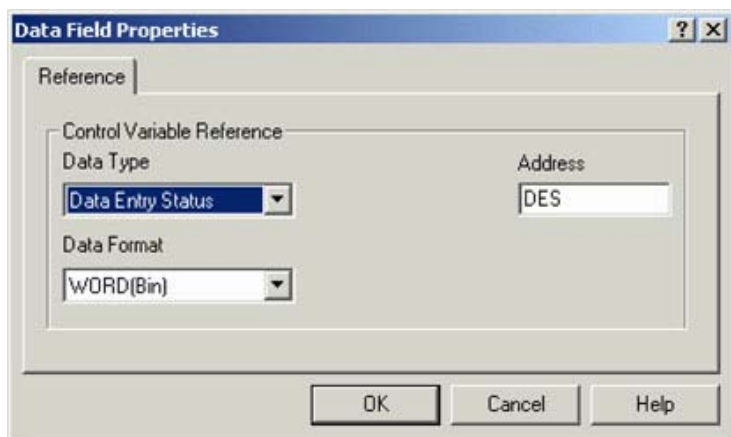 Data Field Properties
Reference
Control Variable Reference
Data Type
Address
Data Entry Status
DES
Data Format
WORD(Bin)
OK
Cancel
Help